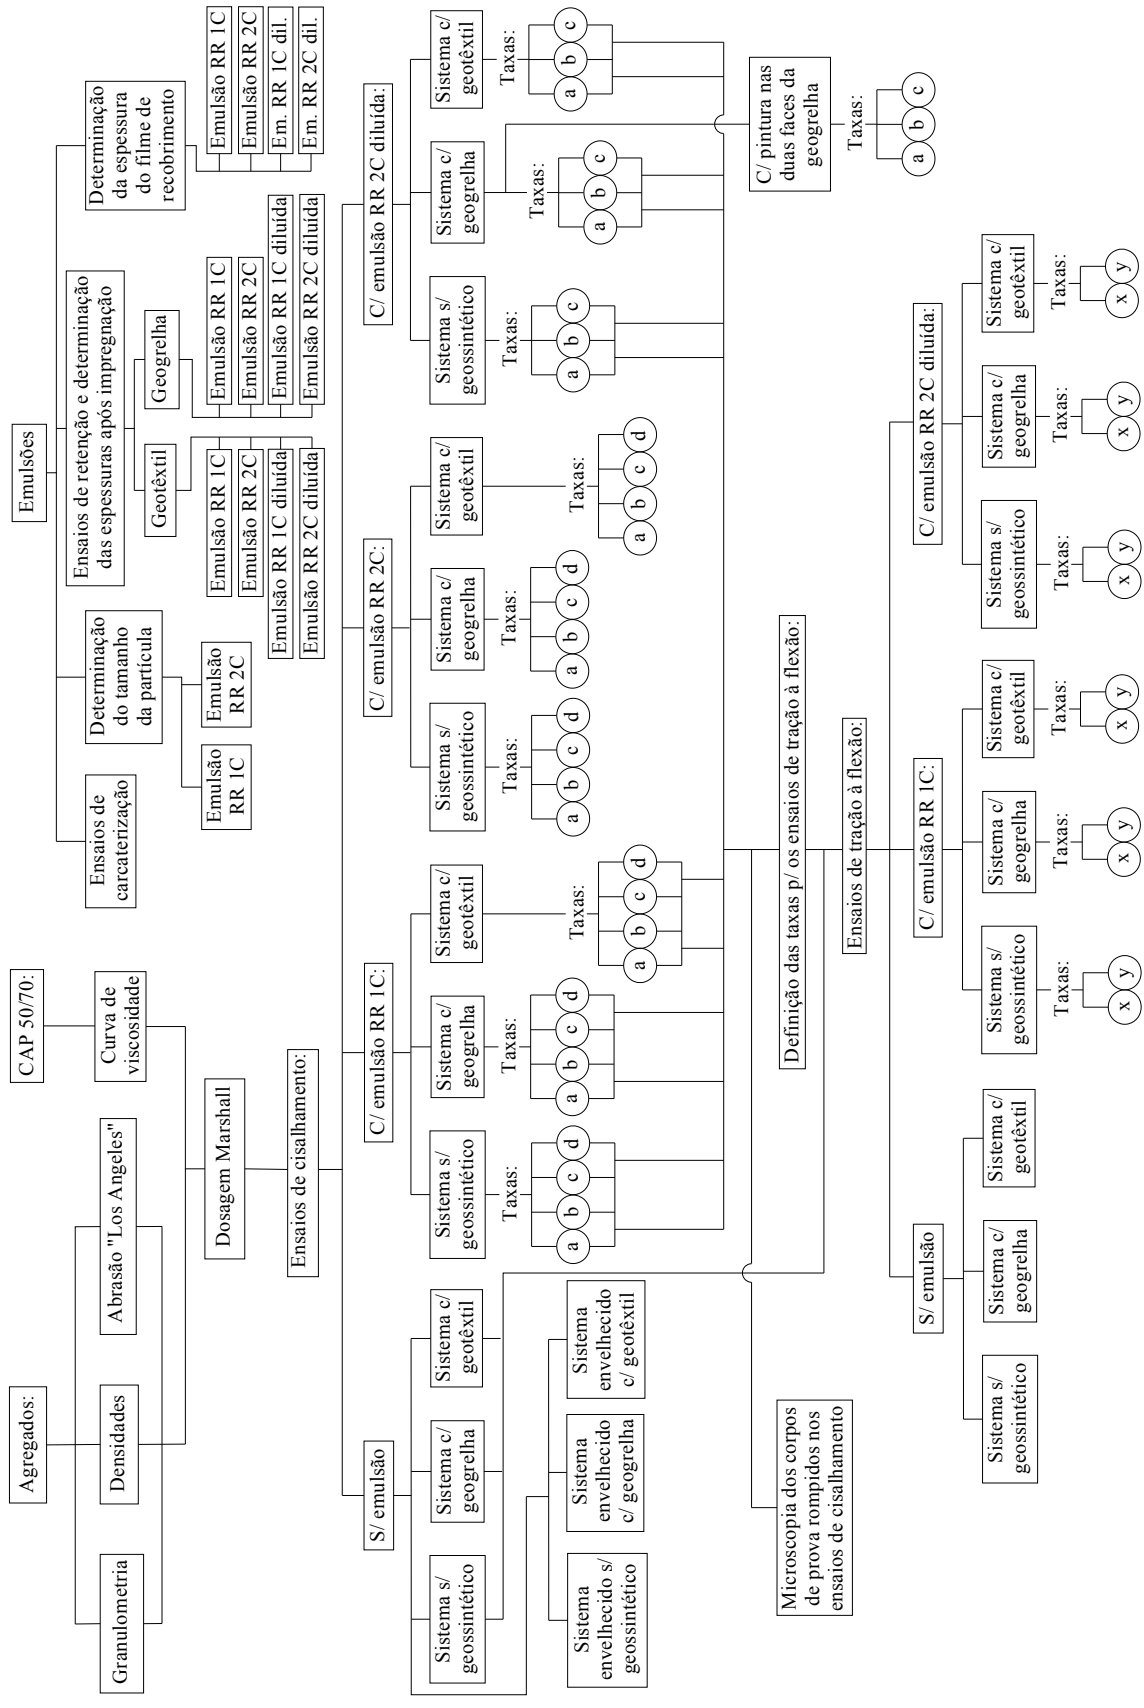 Agregados:
CAP 50/70:
Emulsões
Granulometria
Densidades
Abrasão "Los Angeles"
Curva de
viscosidade
Ensaios de
carcaterização
Determinação
do tamanho
da partícula
Ensaios de retenção e determinação
das espessuras após impregnação
Determinação
da espessura
do filme de
recobrimento
Emulsão
RR 1C
Emulsão
RR 2C
Geotêxtil
Geogrelha
Emulsão RR 1C
Emulsão RR 2C
Emulsão RR 1C diluída
Emulsão RR 2C diluída
Emulsão RR 1C
Emulsão RR 2C
Emulsão RR 1C diluída
Emulsão RR 2C diluída
Emulsão RR 1C
Emulsão RR 2C
Em. RR 1C dil.
Em. RR 2C dil.
Dosagem Marshall
Ensaios de cisalhamento:
S/ emulsão
C/ emulsão RR 1C:
C/ emulsão RR 2C:
C/ emulsão RR 2C diluída:
Sistema s/
geossintético
Sistema c/
geogrelha
Sistema c/
geotêxtil
Sistema
envelhecido s/
geossintético
Sistema
envelhecido
c/ geogrelha
Sistema
envelhecido
c/ geotêxtil
Sistema s/
geossintético
Taxas:
a b c d
Sistema c/
geogrelha
Taxas:
a b c d
Sistema c/
geotêxtil
Taxas:
a b c d
Sistema s/
geossintético
Taxas:
a b c d
Sistema c/
geogrelha
Taxas:
a b c d
Sistema c/
geotêxtil
Taxas:
a b c d
Sistema s/
geossintético
Taxas:
a b c
Sistema c/
geogrelha
Taxas:
a b c
Sistema c/
geotêxtil
Taxas:
a b c
C/ pintura nas
duas faces da
geogrelha
Taxas:
a b c
Microscopia dos corpos
de prova rompidos nos
ensaios de cisalhamento
Definição das taxas p/ os ensaios de tração à flexão:
Ensaios de tração à flexão:
S/ emulsão
C/ emulsão RR 1C:
C/ emulsão RR 2C diluída:
Sistema s/
geossintético
Sistema c/
geogrelha
Sistema c/
geotêxtil
Sistema s/
geossintético
Taxas:
x y
Sistema c/
geogrelha
Taxas:
x y
Sistema c/
geotêxtil
Taxas:
x y
Sistema s/
geossintético
Taxas:
x y
Sistema c/
geogrelha
Taxas:
x y
Sistema c/
geotêxtil
Taxas:
x y